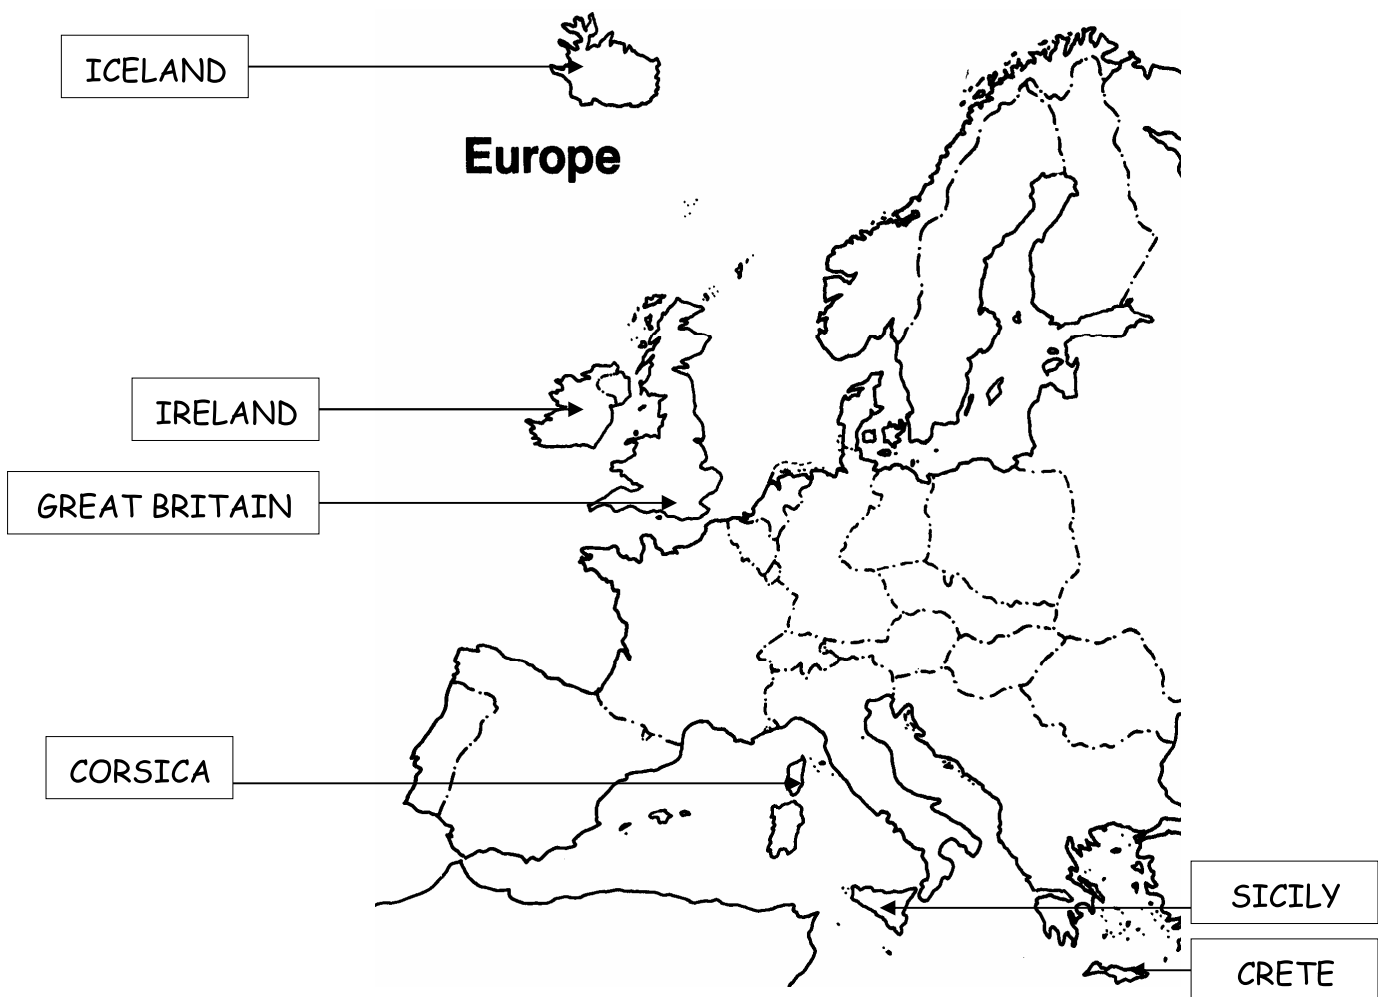 ICELAND
Europe
IRELAND
GREAT BRITAIN
CORSICA
SICILY
CRETE